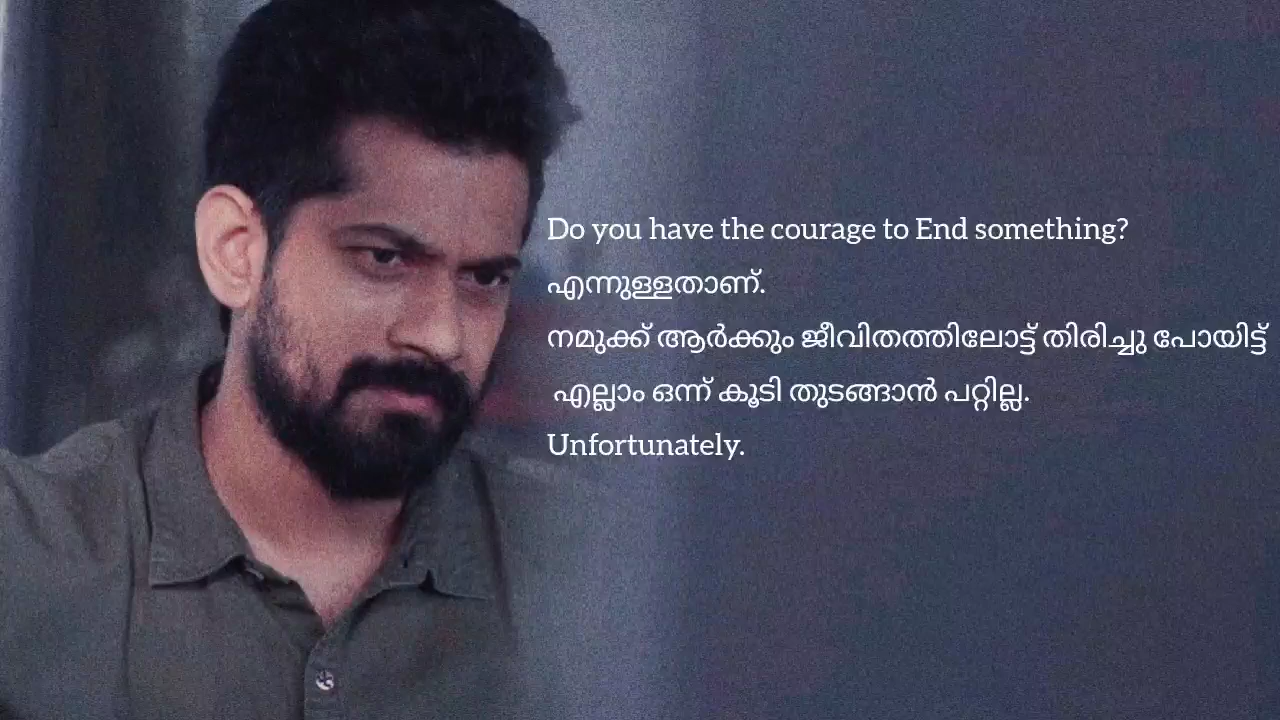 Do you have the courage to End something?
എന്നുള്ളതാണ്.
നമുക്ക് ആർക്കും ജീവിതത്തിലോട്ട് തിരിച്ചു പോയിട്ട്
എല്ലാം ഒന്ന് കൂടി തുടങ്ങാൻ പറ്റില്ല.
Unfortunately.